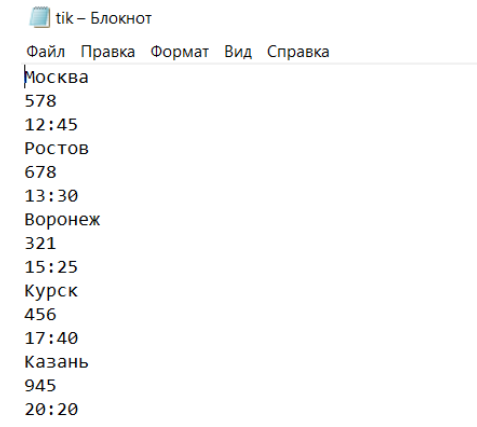 tik – Блокнот
Файл Правка Формат Вид Справка
Москва
578
12:45
Ростов
678
13:30
Воронеж
321
15:25
Курск
456
17:40
Казань
945
20:20